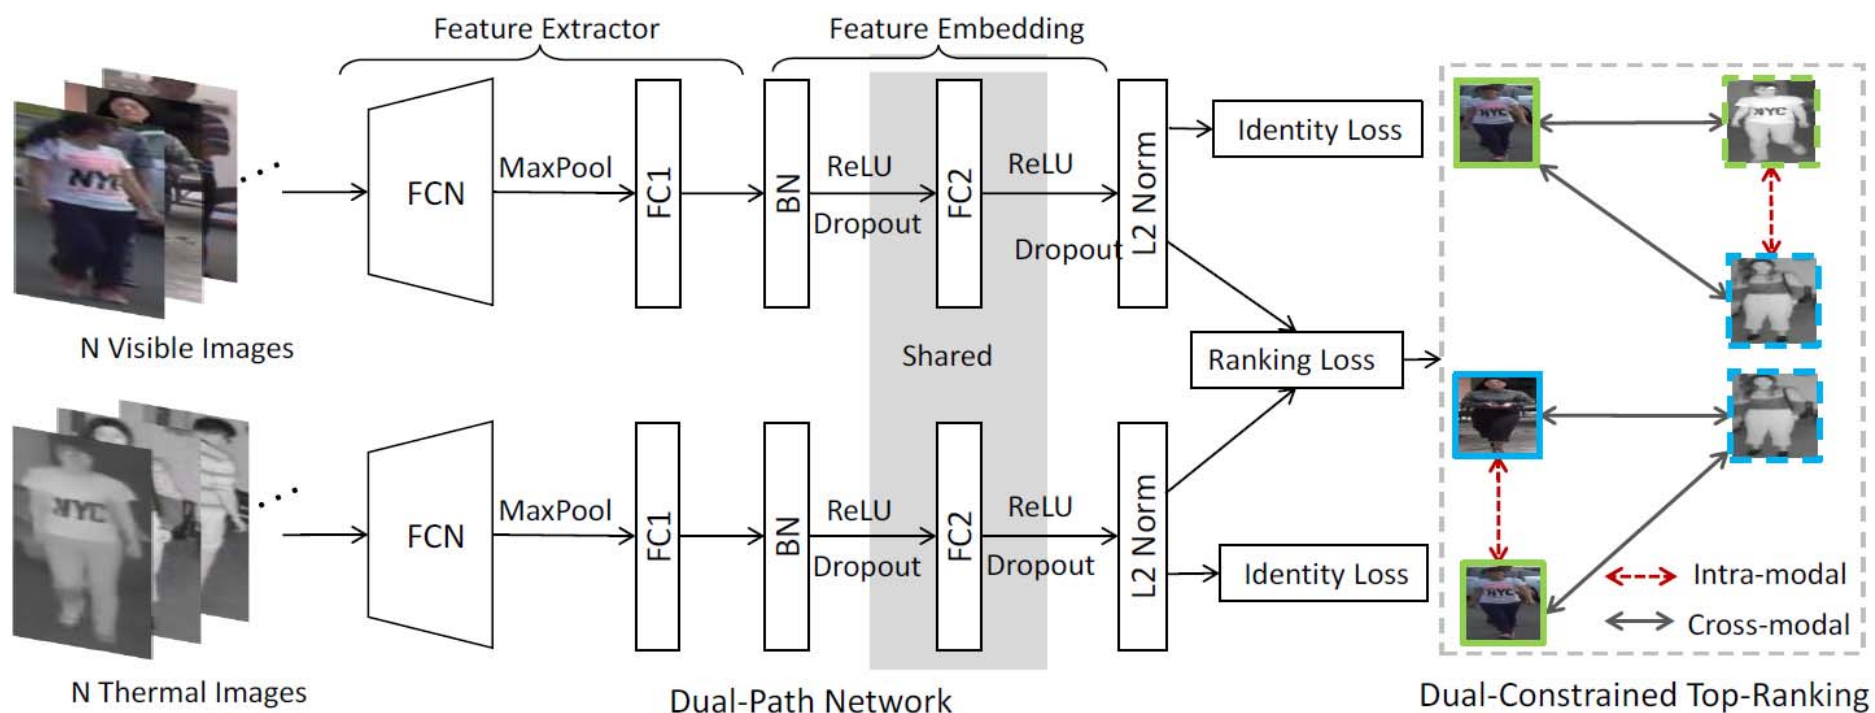 Feature Extractor
Feature Embedding
FCN
MaxPool
FC1
BN
ReLU
Dropout
FC2
ReLU
Dropout
L2 Norm
Identity Loss
N Visible Images
Shared
Ranking Loss
FCN
MaxPool
FC1
BN
ReLU
Dropout
FC2
ReLU
Dropout
L2 Norm
Identity Loss
N Thermal Images
Dual-Path Network
NYC
Intra-modal
Cross-modal
Dual-Constrained Top-Ranking